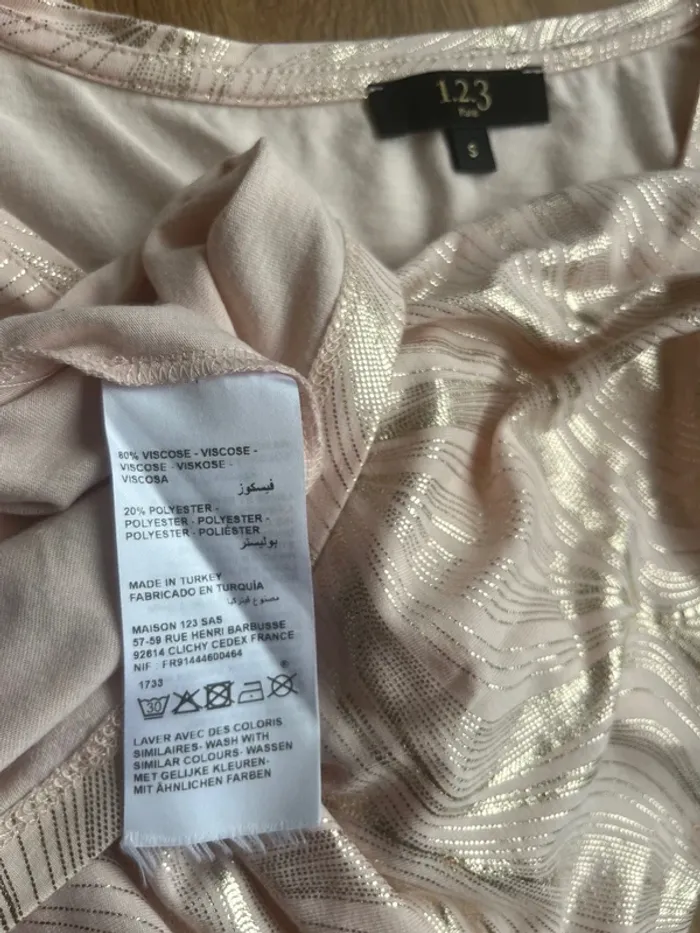 1.2.3
Paris
S
80% VISCOSE - VISCOSE -
VISCOSE - VISKOSE -
VISCOSA
فيسكوز
20% POLYESTER -
POLYESTER - POLYESTER -
POLYESTER - POLIÉSTER
بوليستر
MADE IN TURKEY
FABRICADO EN TURQUÍA
مصنوع فيتركيا
MAISON 123 SAS
57-59 RUE HENRI BARBUSSE
92614 CLICHY CEDEX FRANCE
NIF : FR91444600464
1733
30
LAVER AVEC DES COLORIS
SIMILAIRES- WASH WITH
SIMILAR COLOURS- WASSEN
MET GELIJKE KLEUREN-
MIT ÄHNLICHEN FARBEN